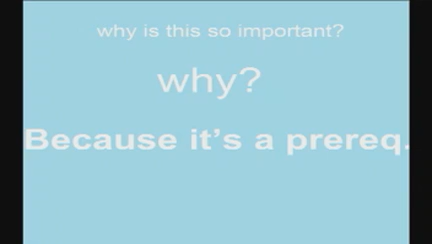 why is this so important?
why?
Because it's a prereq.